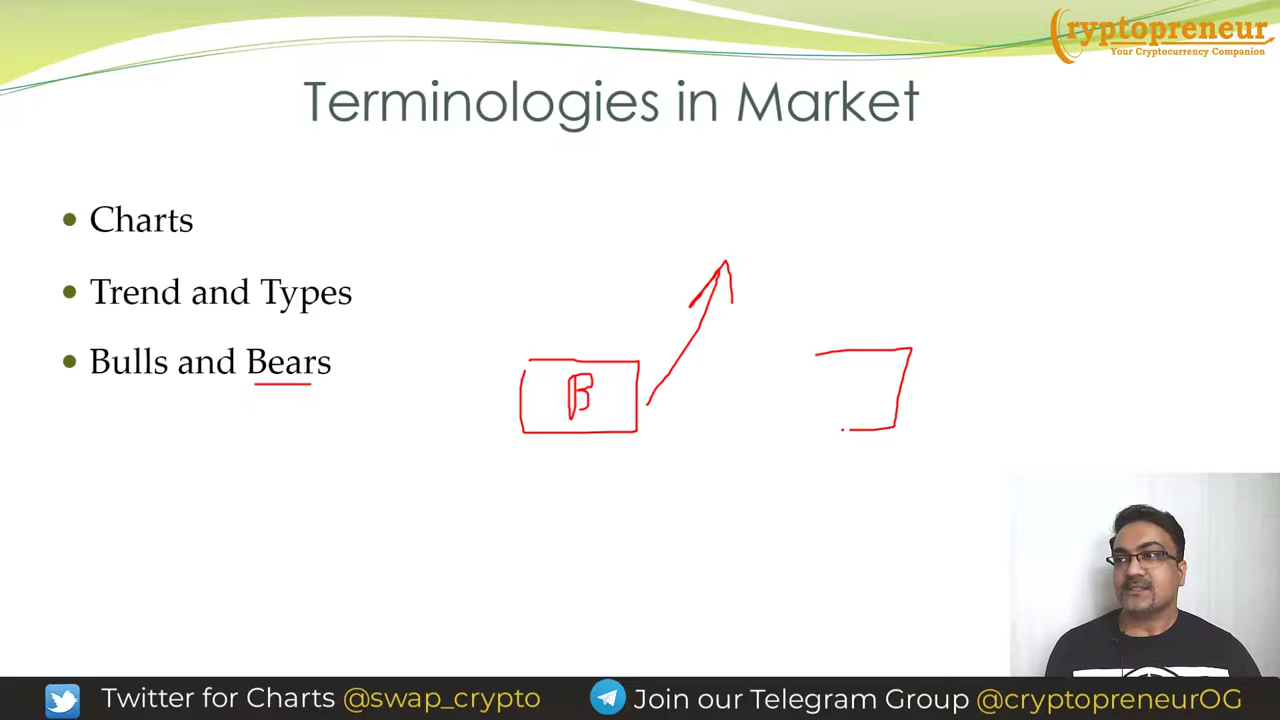 Cryptopreneur
Your Cryptocurrency Companion
Terminologies in Market
• Charts
• Trend and Types
• Bulls and Bears
B
Twitter for Charts @swap_crypto
Join our Telegram Group @cryptopreneurOG